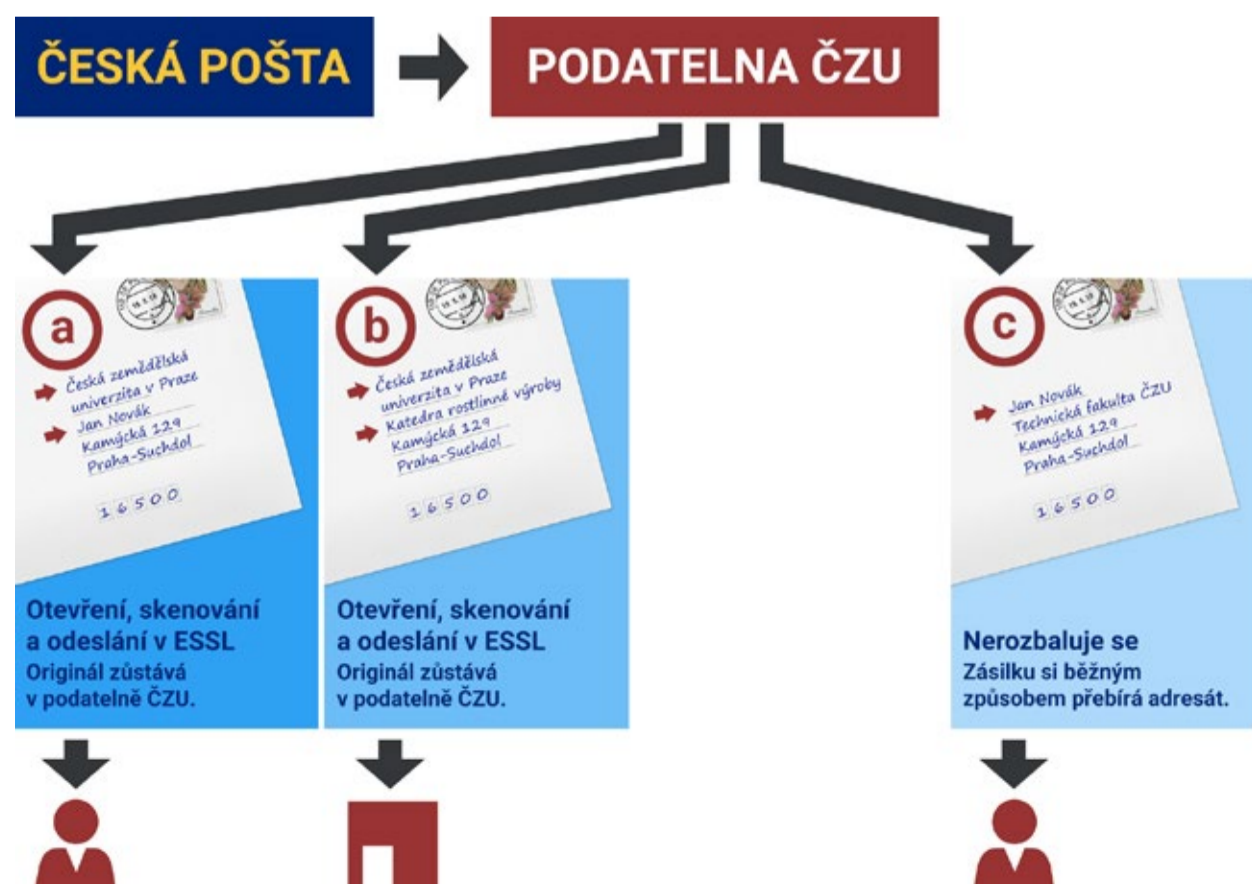 ČESKÁ POŠTA
PODATELNA ČZU
a
Česká zemědělská
univerzita v Praze
Jan Novák
Kamýcká 129
Praha-Suchdol
16500
Otevření, skenování
a odeslání v ESSL
Originál zůstává
v podatelně ČZU.
b
Česká zemědělská
univerzita v Praze
Katedra rostlinné výroby
Kamýcká 129
Praha-Suchdol
16500
Otevření, skenování
a odeslání v ESSL
Originál zůstává
v podatelně ČZU.
c
Jan Novák
Technická fakulta ČZU
Kamýcká 129
Praha-Suchdol
16500
Nerozbaluje se
Zásilku si běžným
způsobem přebírá adresát.